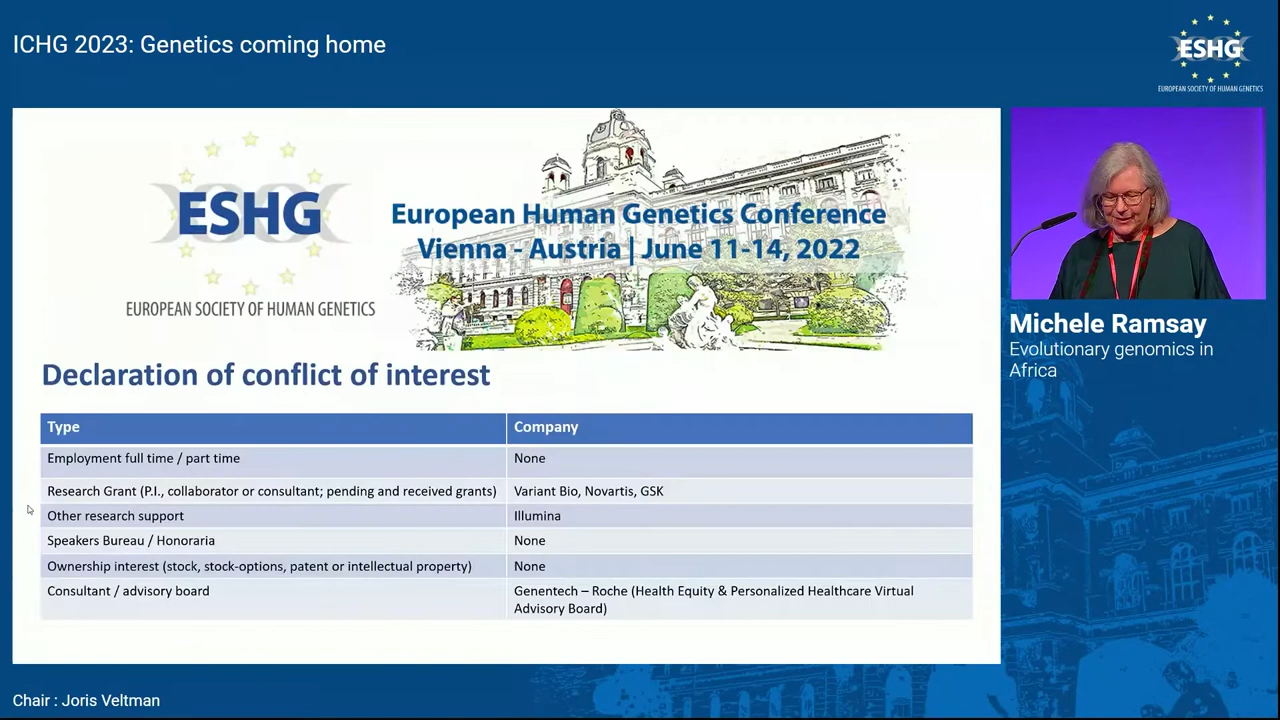 ICHG 2023: Genetics coming home
ESHG
EUROPEAN SOCIETY OF HUMAN GENETICS
ESHG
EUROPEAN SOCIETY OF HUMAN GENETICS
European Human Genetics Conference
Vienna - Austria | June 11-14, 2022
Declaration of conflict of interest
Type Company
Employment full time / part time None
Research Grant (P.I., collaborator or consultant; pending and received grants) Variant Bio, Novartis, GSK
Other research support Illumina
Speakers Bureau / Honoraria None
Ownership interest (stock, stock-options, patent or intellectual property) None
Consultant / advisory board Genentech – Roche (Health Equity & Personalized Healthcare Virtual
Advisory Board)
Michele Ramsay
Evolutionary genomics in
Africa
Chair : Joris Veltman